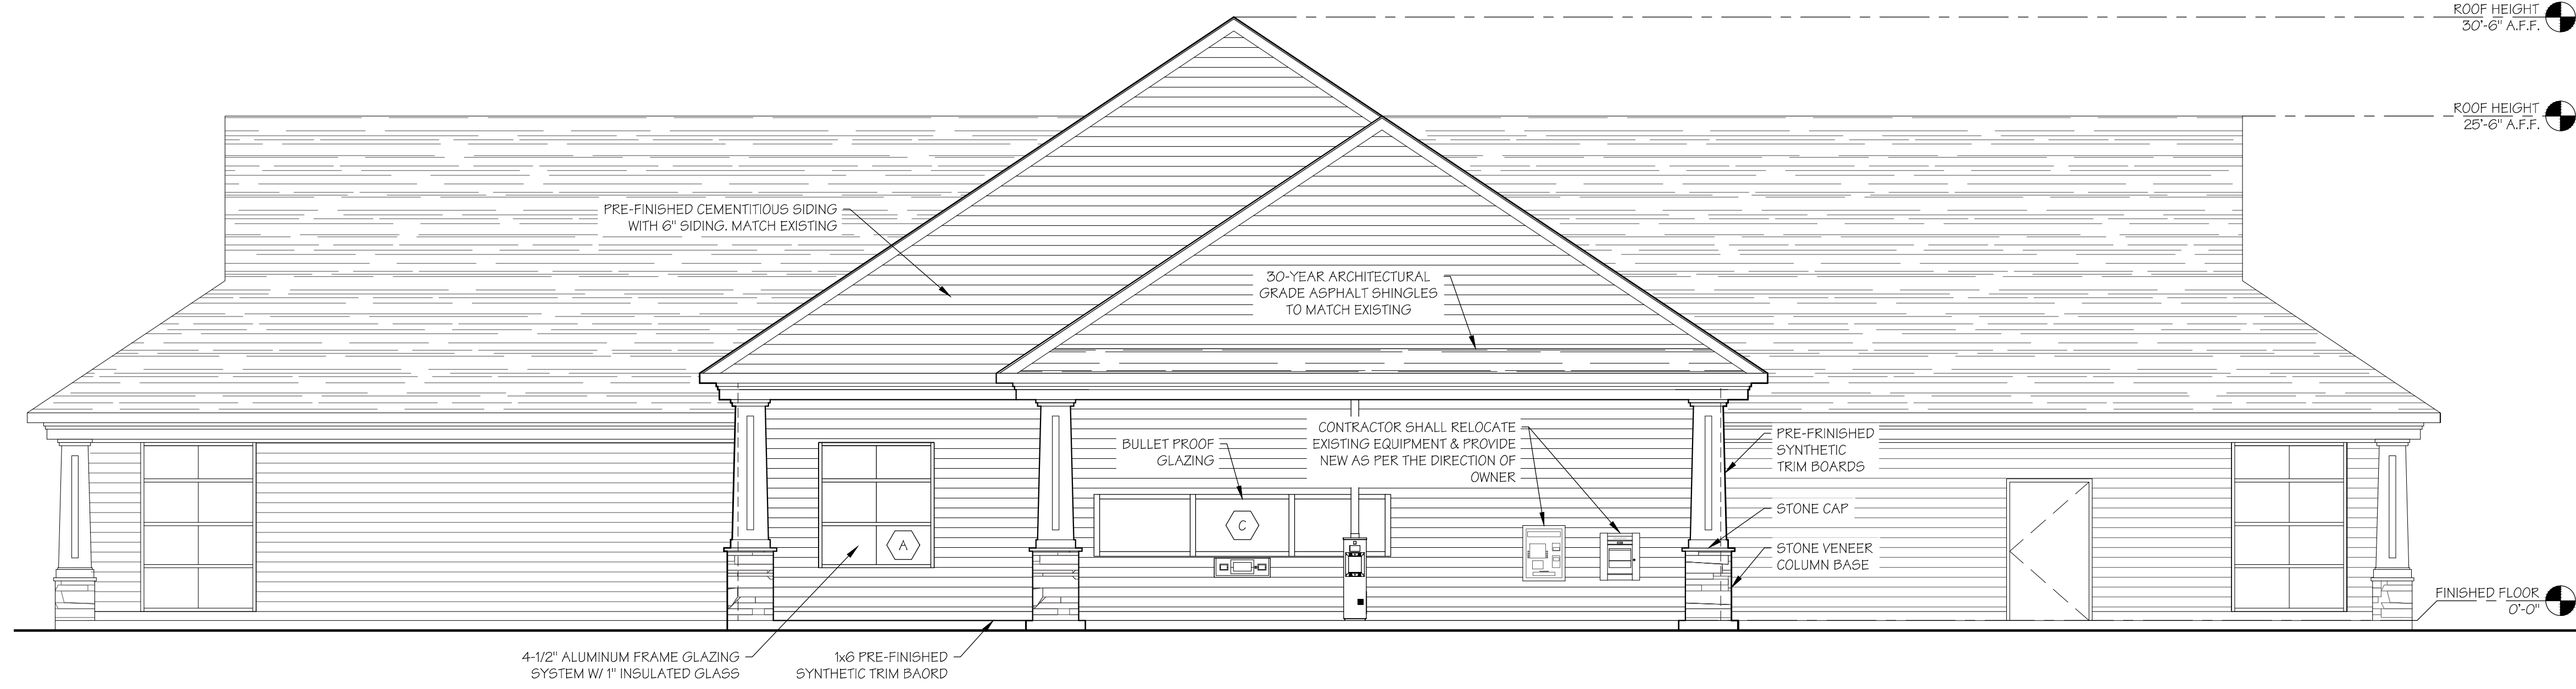 ROOF HEIGHT
30'-6" A.F.F.
ROOF HEIGHT
25'-6" A.F.F.
PRE-FINISHED CEMENTITIOUS SIDING
WITH 6" SIDING. MATCH EXISTING
30-YEAR ARCHITECTURAL
GRADE ASPHALT SHINGLES
TO MATCH EXISTING
BULLET PROOF
GLAZING
CONTRACTOR SHALL RELOCATE
EXISTING EQUIPMENT & PROVIDE
NEW AS PER THE DIRECTION OF
OWNER
PRE-FRINISHED
SYNTHETIC
TRIM BOARDS
STONE CAP
STONE VENEER
COLUMN BASE
C
A
FINISHED FLOOR
0'-0"
4-1/2" ALUMINUM FRAME GLAZING
SYSTEM W/ 1" INSULATED GLASS
1x6 PRE-FINISHED
SYNTHETIC TRIM BAORD